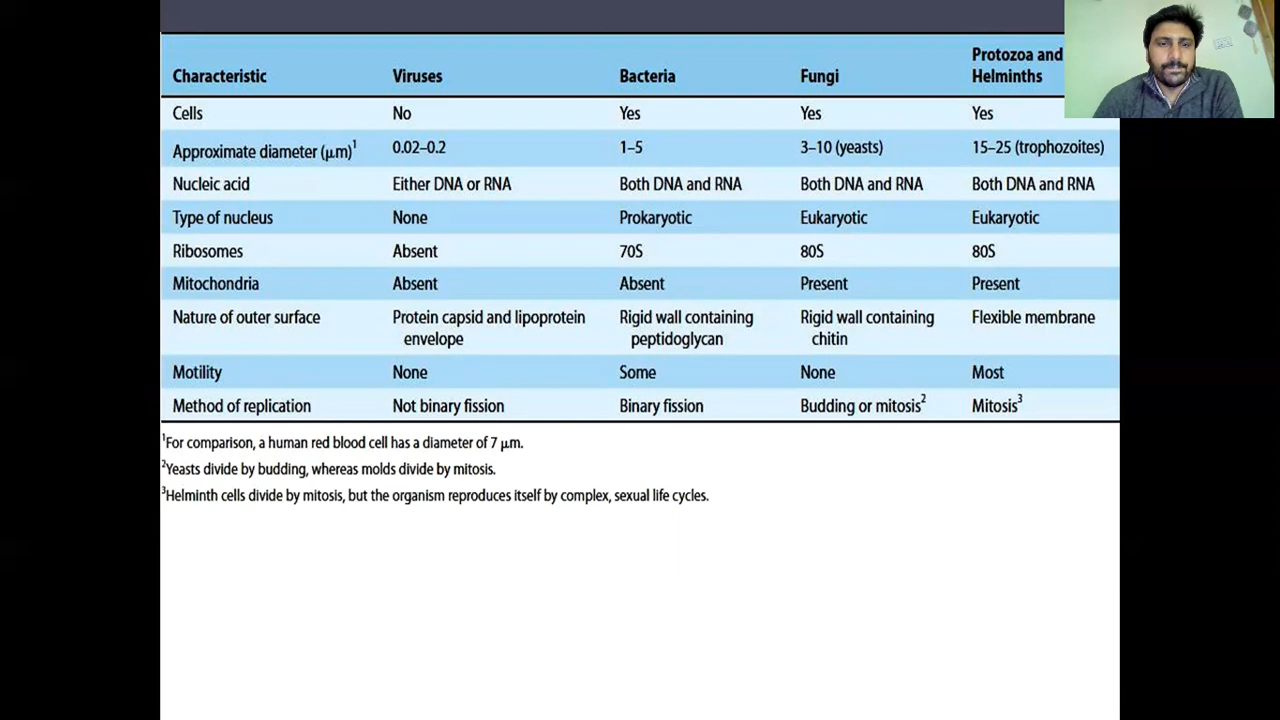 Characteristic Viruses Bacteria Fungi Protozoa and Helminths
Cells No Yes Yes Yes
Approximate diameter (μm)¹ 0.02–0.2 1–5 3–10 (yeasts) 15–25 (trophozoites)
Nucleic acid Either DNA or RNA Both DNA and RNA Both DNA and RNA Both DNA and RNA
Type of nucleus None Prokaryotic Eukaryotic Eukaryotic
Ribosomes Absent 70S 80S 80S
Mitochondria Absent Absent Present Present
Nature of outer surface Protein capsid and lipoprotein envelope Rigid wall containing peptidoglycan Rigid wall containing chitin Flexible membrane
Motility None Some None Most
Method of replication Not binary fission Binary fission Budding or mitosis² Mitosis³
¹For comparison, a human red blood cell has a diameter of 7 μm.
²Yeasts divide by budding, whereas molds divide by mitosis.
³Helminth cells divide by mitosis, but the organism reproduces itself by complex, sexual life cycles.